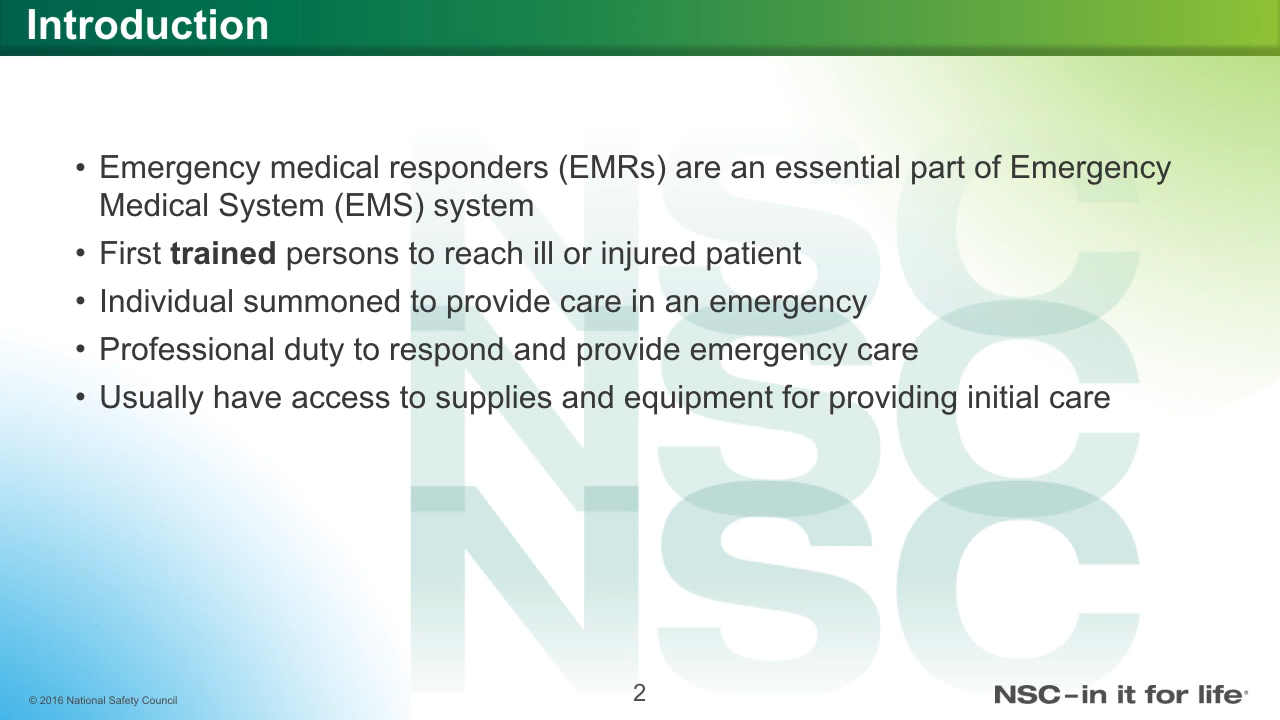 Introduction
• Emergency medical responders (EMRs) are an essential part of Emergency
Medical System (EMS) system
• First trained persons to reach ill or injured patient
• Individual summoned to provide care in an emergency
• Professional duty to respond and provide emergency care
• Usually have access to supplies and equipment for providing initial care
NSC
NSC
NSC
© 2016 National Safety Council
2
NSC–in it for life®